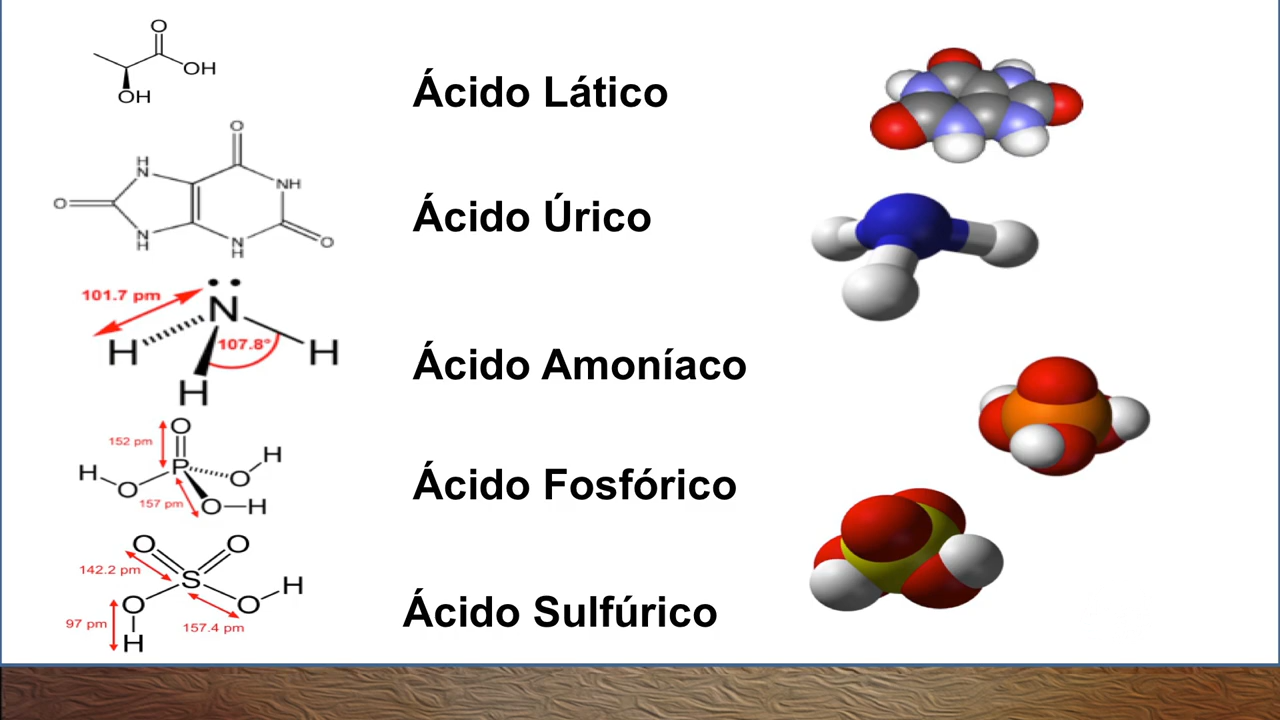 O
OH
OH
Ácido Lático
O
H
N
NH
O
N
H
N
H
O
Ácido Úrico
101.7 pm
N
107.8°
H
H
H
Ácido Amoníaco
O
152 pm
P
H
O
O
H
157 pm
O
H
Ácido Fosfórico
O
O
142.2 pm
S
H
O
O
97 pm
157.4 pm
H
Ácido Sulfúrico